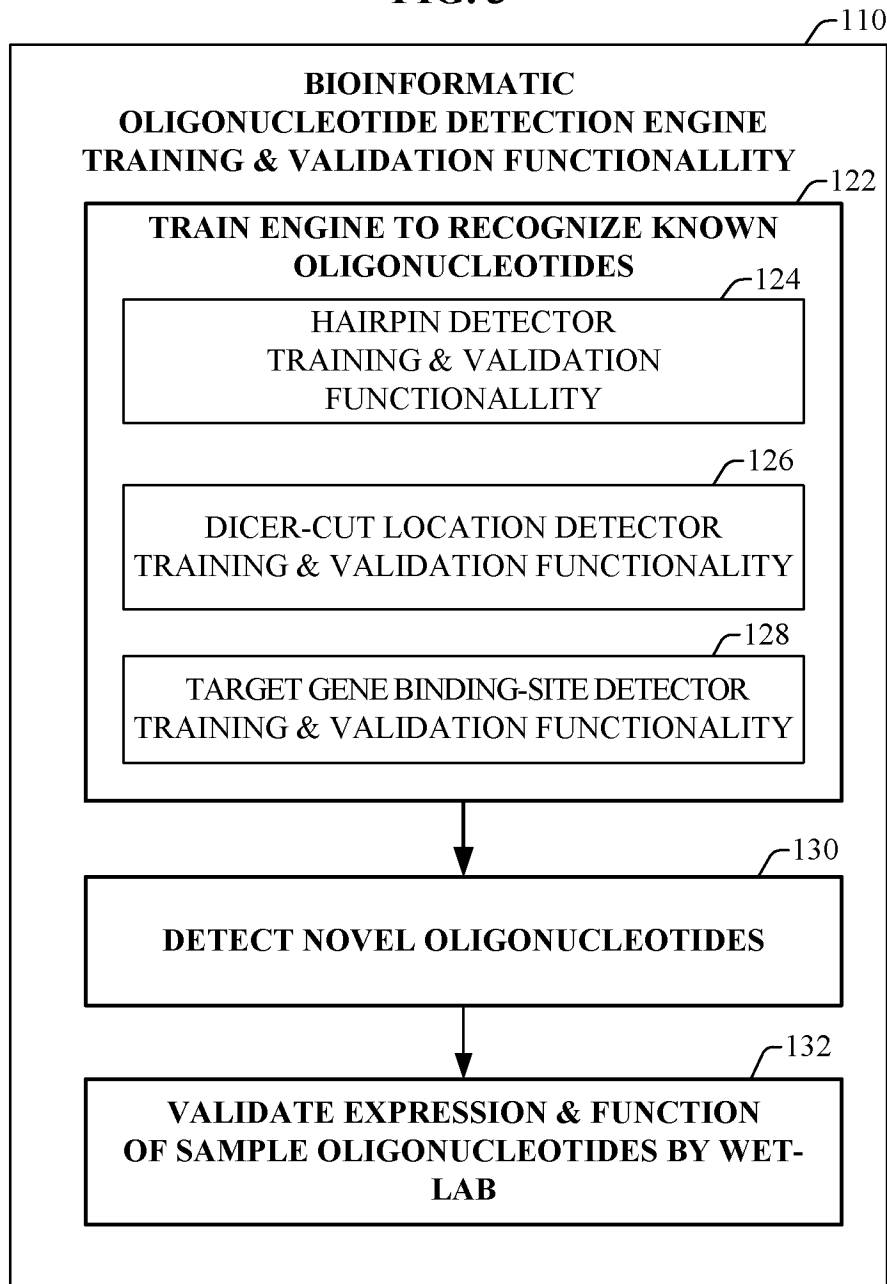 110
BIOINFORMATIC
OLIGONUCLEOTIDE DETECTION ENGINE
TRAINING & VALIDATION FUNCTIONALLITY
122
TRAIN ENGINE TO RECOGNIZE KNOWN
OLIGONUCLEOTIDES
124
HAIRPIN DETECTOR
TRAINING & VALIDATION
FUNCTIONALLITY
126
DICER-CUT LOCATION DETECTOR
TRAINING & VALIDATION FUNCTIONALITY
128
TARGET GENE BINDING-SITE DETECTOR
TRAINING & VALIDATION FUNCTIONALITY
130
DETECT NOVEL OLIGONUCLEOTIDES
132
VALIDATE EXPRESSION & FUNCTION
OF SAMPLE OLIGONUCLEOTIDES BY WET-
LAB